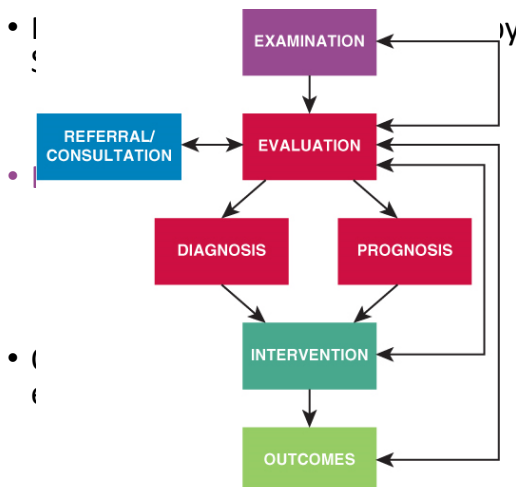 EXAMINATION
REFERRAL/
CONSULTATION
EVALUATION
DIAGNOSIS
PROGNOSIS
INTERVENTION
OUTCOMES